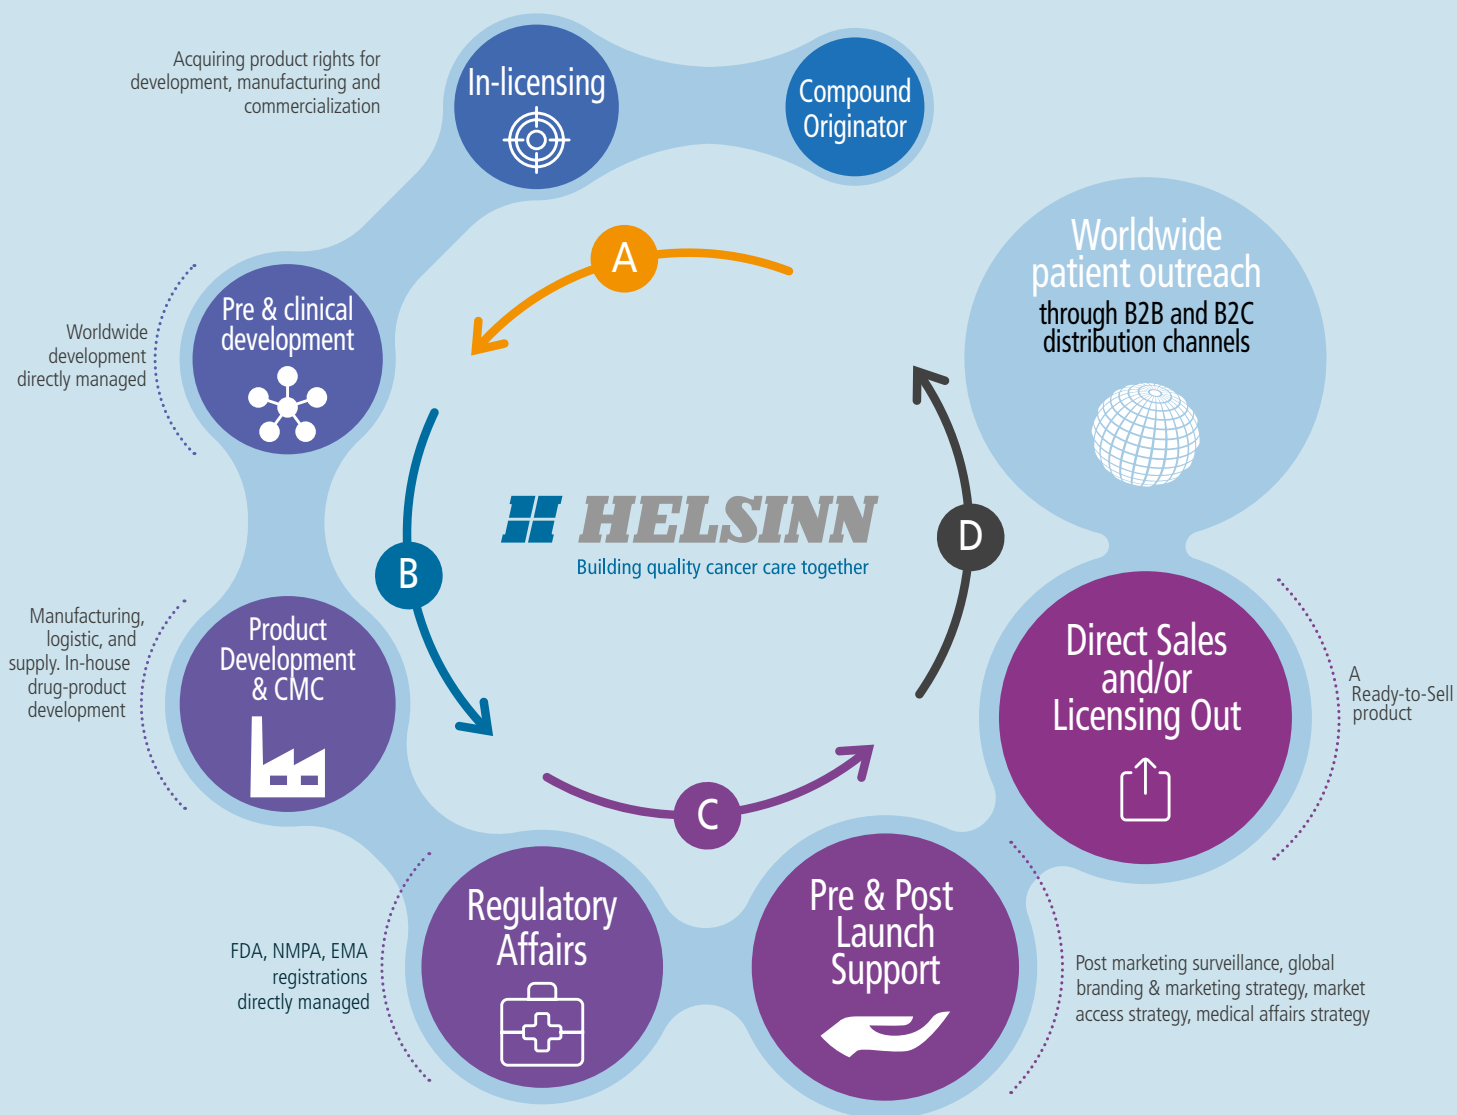 Acquiring product rights for
development, manufacturing and
commercialization
In-licensing
Compound
Originator
A
Worldwide
patient outreach
through B2B and B2C
distribution channels
Pre & clinical
development
Worldwide
development
directly managed
HELSINN
Building quality cancer care together
B
D
Manufacturing,
logistic, and
supply. In-house
drug-product
development
Product
Development
& CMC
Direct Sales
and/or
Licensing Out
A
Ready-to-Sell
product
C
Regulatory
Affairs
FDA, NMPA, EMA
registrations
directly managed
Pre & Post
Launch
Support
Post marketing surveillance, global
branding & marketing strategy, market
access strategy, medical affairs strategy